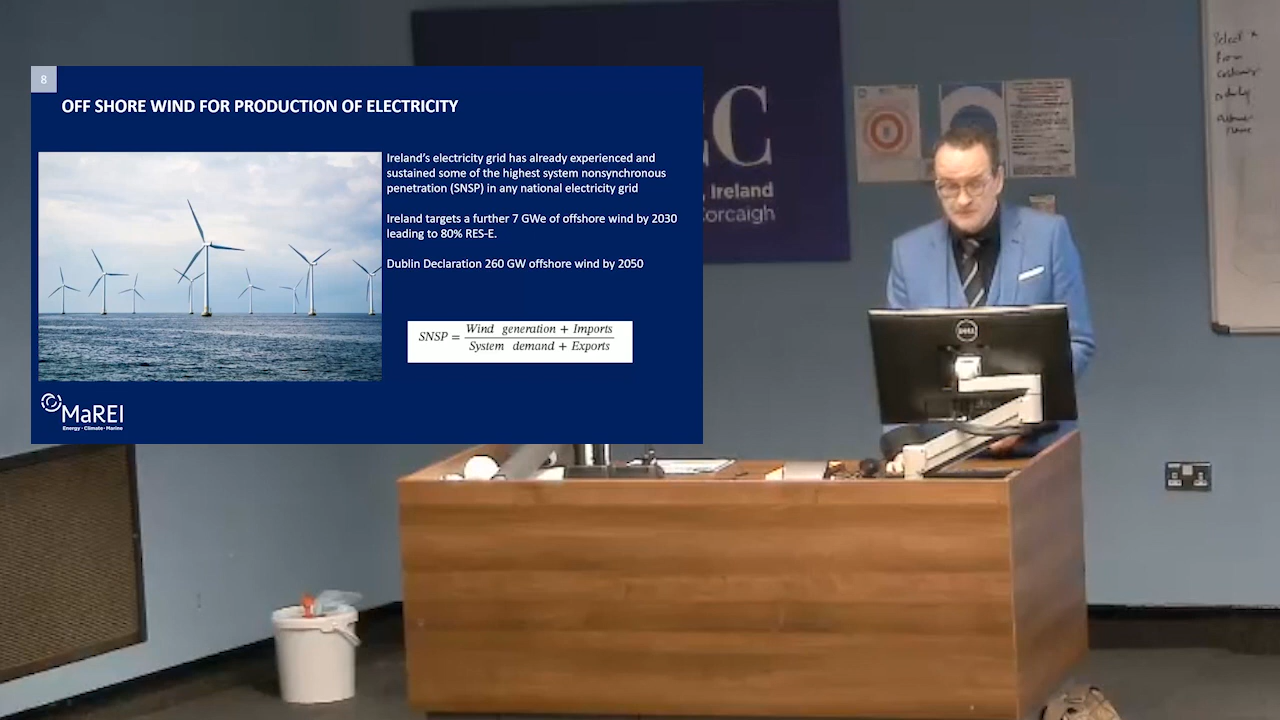 8
OFF SHORE WIND FOR PRODUCTION OF ELECTRICITY
Ireland's electricity grid has already experienced and
sustained some of the highest system nonsynchronous
penetration (SNSP) in any national electricity grid
Ireland targets a further 7 GWe of offshore wind by 2030
leading to 80% RES-E.
Dublin Declaration 260 GW offshore wind by 2050
SNSP = Wind generation + Imports
System demand + Exports
MaREI
Energy · Climate · Marine
C
, Ireland
Corcaigh
DELL
Select *
From